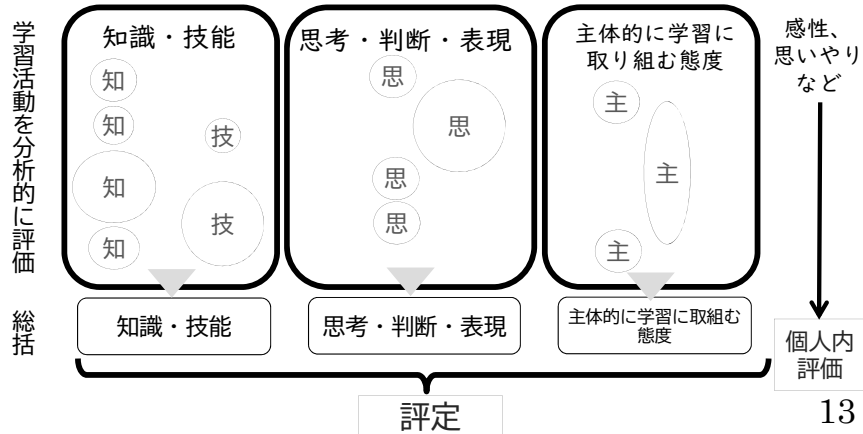 学習活動を分析的に評価
知識・技能
知
知
知
知
技
技
思考・判断・表現
思
思
思
思
主体的に学習に
取り組む態度
主
主
主
感性、
思いやり
など
総括
知識・技能
思考・判断・表現
主体的に学習に取組む
態度
個人内
評価
評定
13